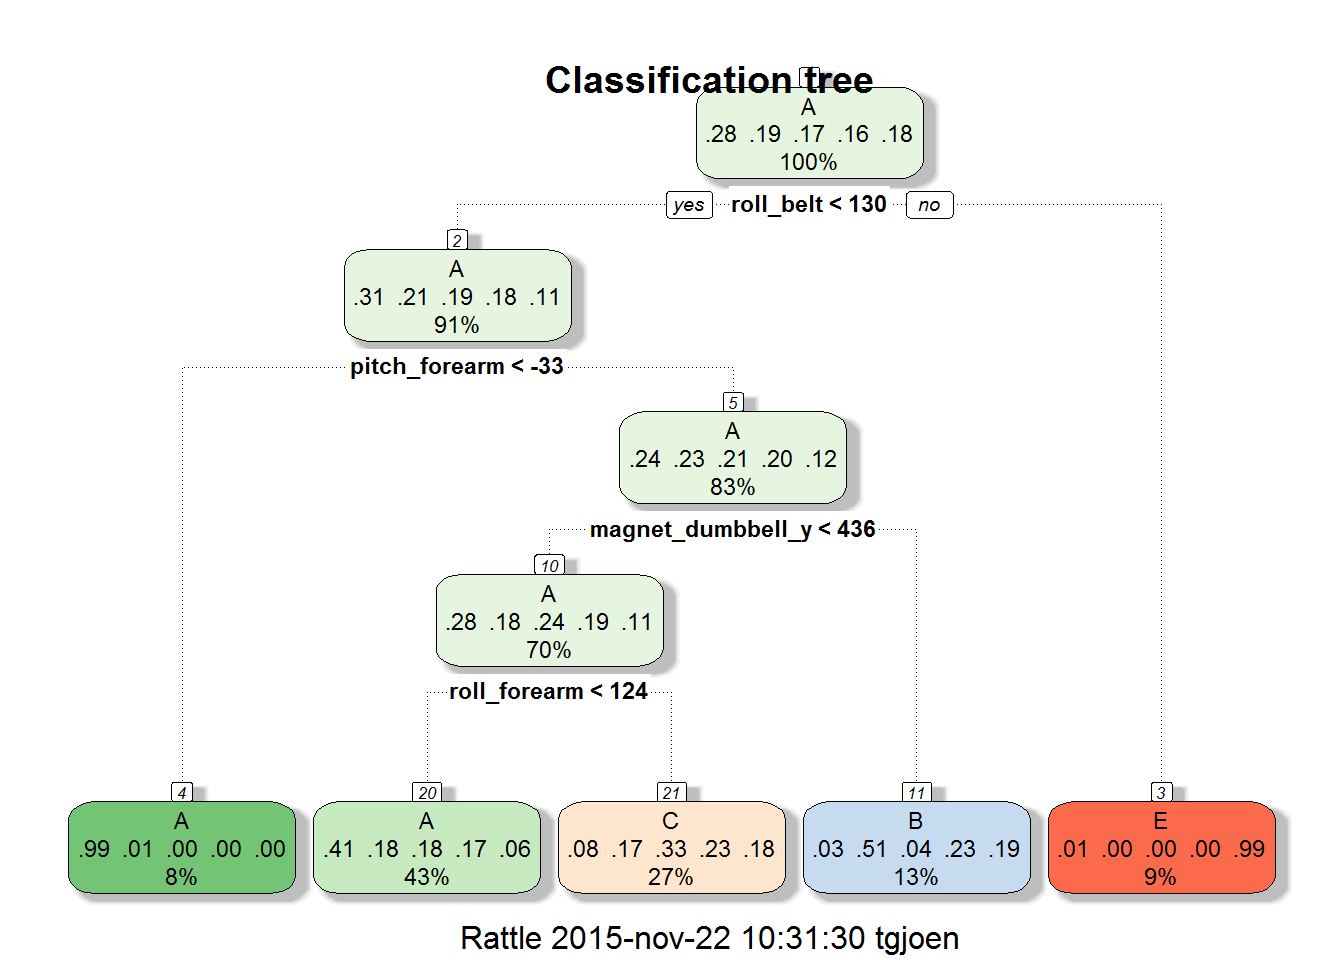 Classification tree
A
.28 .19 .17 .16 .18
100%
yes roll_belt < 130 no
2
A
.31 .21 .19 .18 .11
91%
pitch_forearm < -33
5
A
.24 .23 .21 .20 .12
83%
magnet_dumbbell_y < 436
10
A
.28 .18 .24 .19 .11
70%
roll_forearm < 124
4
A
.99 .01 .00 .00 .00
8%
20
A
.41 .18 .18 .17 .06
43%
21
C
.08 .17 .33 .23 .18
27%
11
B
.03 .51 .04 .23 .19
13%
3
E
.01 .00 .00 .00 .99
9%
Rattle 2015-nov-22 10:31:30 tgjoen